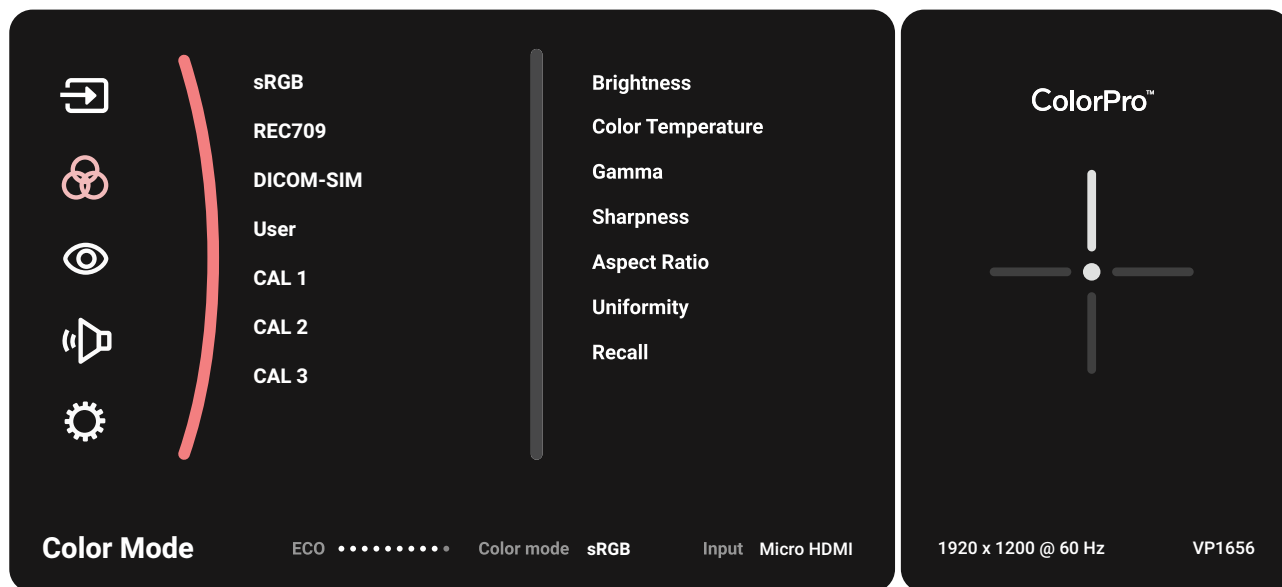 sRGB
REC709
DICOM-SIM
User
CAL 1
CAL 2
CAL 3
Brightness
Color Temperature
Gamma
Sharpness
Aspect Ratio
Uniformity
Recall
Color Mode
ECO
Color mode sRGB
Input Micro HDMI
ColorPro™
1920 x 1200 @ 60 Hz
VP1656